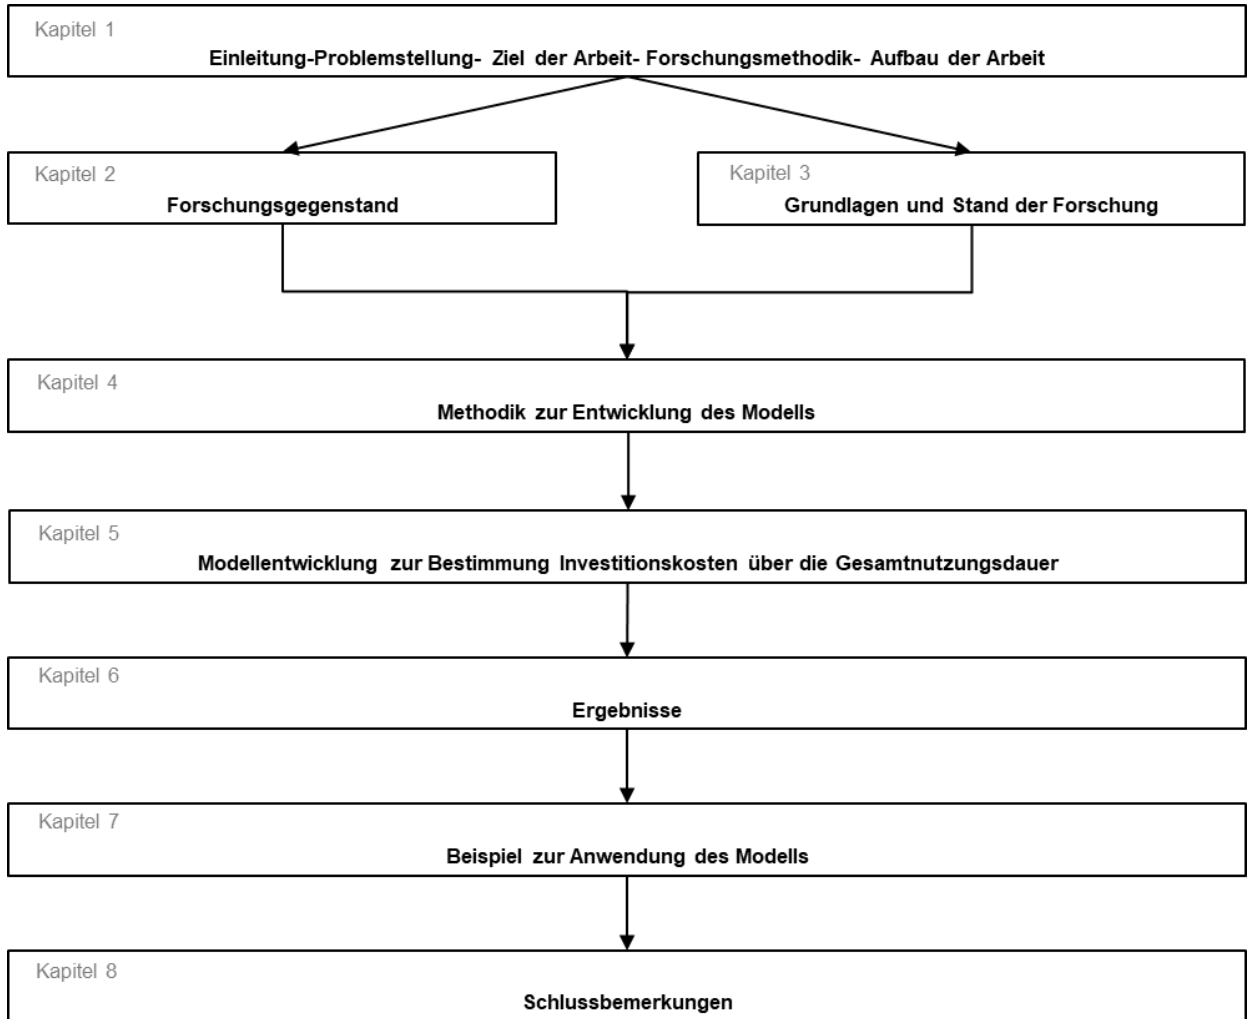 Kapitel 1
Einleitung-Problemstellung- Ziel der Arbeit- Forschungsmethodik- Aufbau der Arbeit
Kapitel 2
Forschungsgegenstand
Kapitel 3
Grundlagen und Stand der Forschung
Kapitel 4
Methodik zur Entwicklung des Modells
Kapitel 5
Modellentwicklung zur Bestimmung Investitionskosten über die Gesamtnutzungsdauer
Kapitel 6
Ergebnisse
Kapitel 7
Beispiel zur Anwendung des Modells
Kapitel 8
Schlussbemerkungen